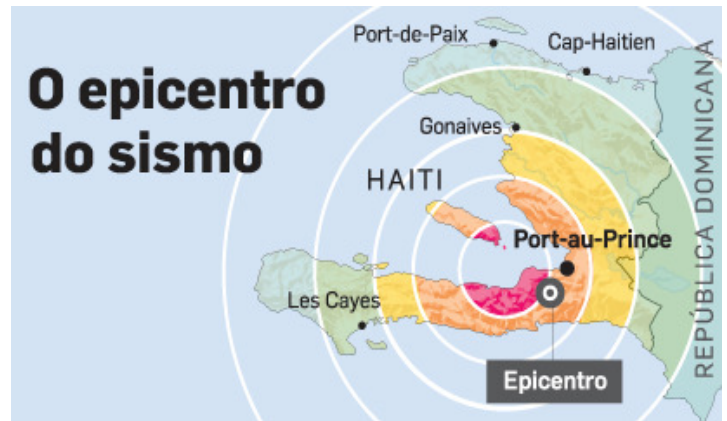 O epicentro
do sismo
Port-de-Paix
Cap-Haitien
Gonaives
HAITI
Port-au-Prince
Les Cayes
Epicentro
REPÚBLICA DOMINICANA